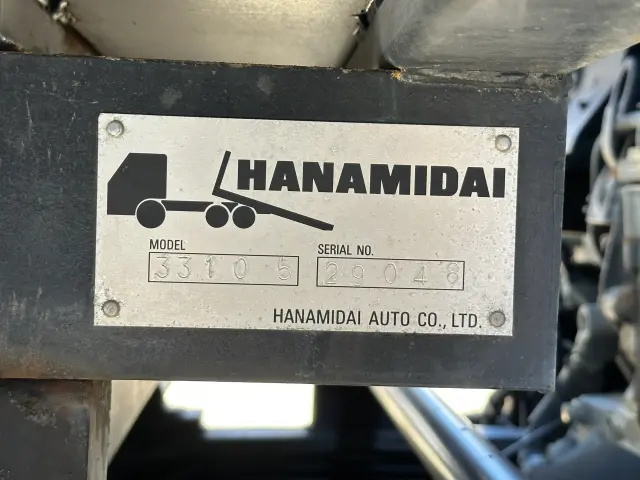 HANAMIDAI
MODEL
33105
SERIAL NO.
29048
HANAMIDAI AUTO CO., LTD.